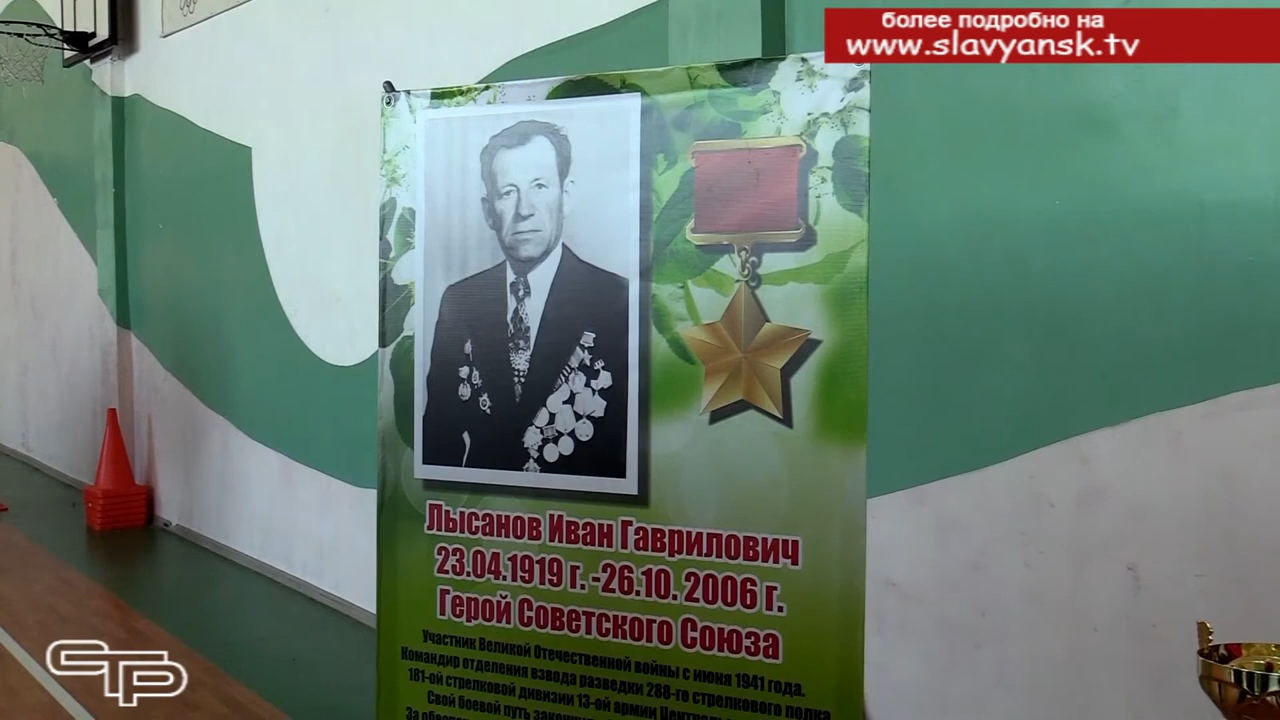 более подробно на
www.slavyansk.tv
Лысанов Иван Гаврилович
23.04.1919 г. -26.10. 2006 г.
Герой Советского Союза
Участник Великой Отечественной войны с июня 1941 года.
Командир отделения взвода разведки 288-го стрелкового полка
181-ой стрелковой дивизии 13-ой армии
Свой боевой путь
За
СТР